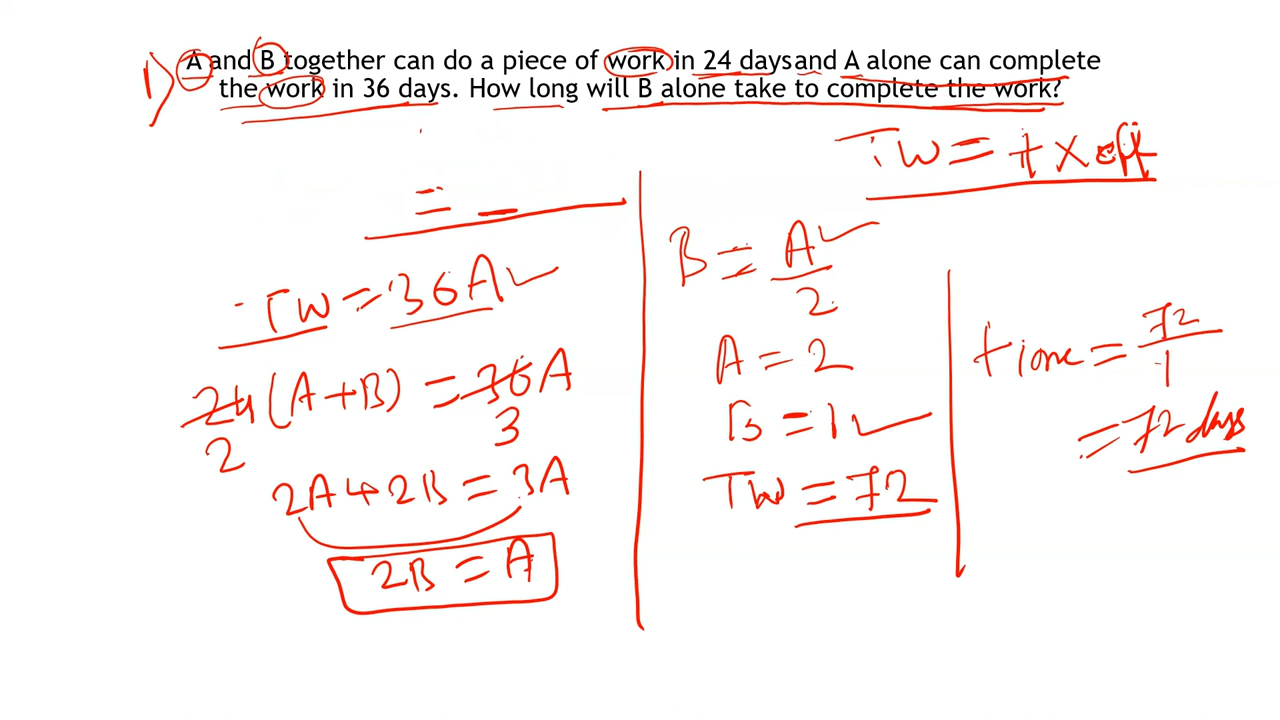 1) A and B together can do a piece of work in 24 days and A alone can complete
the work in 36 days. How long will B alone take to complete the work?
TW = t x eff
= _
TW = 36A
24(A+B) = 36A
2 3
2A+2B = 3A
2B = A
B = A/2
A = 2
B = 1
TW = 72
time = 72/1
= 72 days